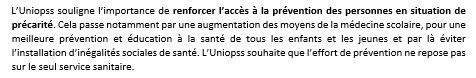 L'Uniopss souligne l'importance de renforcer l'accès à la prévention des personnes en situation de
précarité. Cela passe notamment par une augmentation des moyens de la médecine scolaire, pour une
meilleure prévention et éducation à la santé de tous les enfants et les jeunes et par là éviter
l'installation d'inégalités sociales de santé. L'Uniopss souhaite que l'effort de prévention ne repose pas
sur le seul service sanitaire.